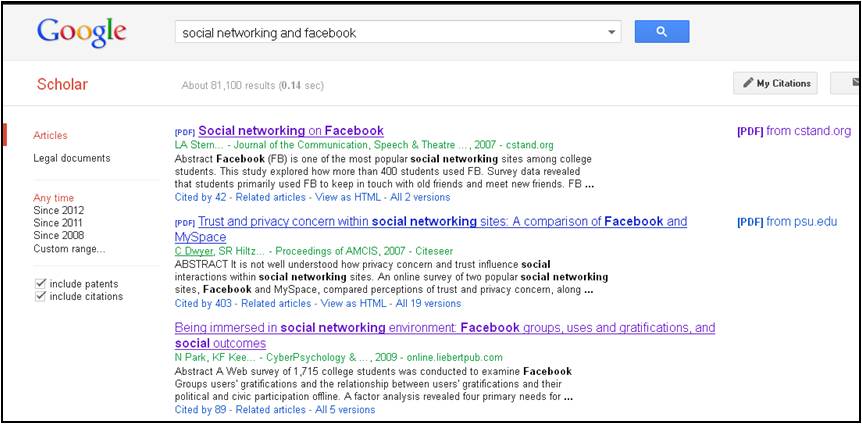 Google
social networking and facebook
Scholar
About 81,100 results (0.14 sec)
My Citations
Articles
Legal documents
Any time
Since 2012
Since 2011
Since 2008
Custom range...
include patents
include citations
[PDF] Social networking on Facebook
LA Stern... - Journal of the Communication, Speech & Theatre ..., 2007 - cstand.org
Abstract Facebook (FB) is one of the most popular social networking sites among college
students. This study explored how more than 400 students used FB. Survey data revealed
that students primarily used FB to keep in touch with old friends and meet new friends. FB ...
Cited by 42 - Related articles - View as HTML - All 2 versions
[PDF] from cstand.org
[PDF] Trust and privacy concern within social networking sites: A comparison of Facebook and
MySpace
C Dwyer, SR Hiltz... - Proceedings of AMCIS, 2007 - Citeseer
ABSTRACT It is not well understood how privacy concern and trust influence social
interactions within social networking sites. An online survey of two popular social networking
sites, Facebook and MySpace, compared perceptions of trust and privacy concern, along ...
Cited by 403 - Related articles - View as HTML - All 19 versions
[PDF] from psu.edu
Being immersed in social networking environment: Facebook groups, uses and gratifications, and
social outcomes
N Park, KF Kee... - CyberPsychology & ..., 2009 - online.liebertpub.com
Abstract A Web survey of 1,715 college students was conducted to examine Facebook
Groups users' gratifications and the relationship between users' gratifications and their
political and civic participation offline. A factor analysis revealed four primary needs for ...
Cited by 89 - Related articles - All 5 versions